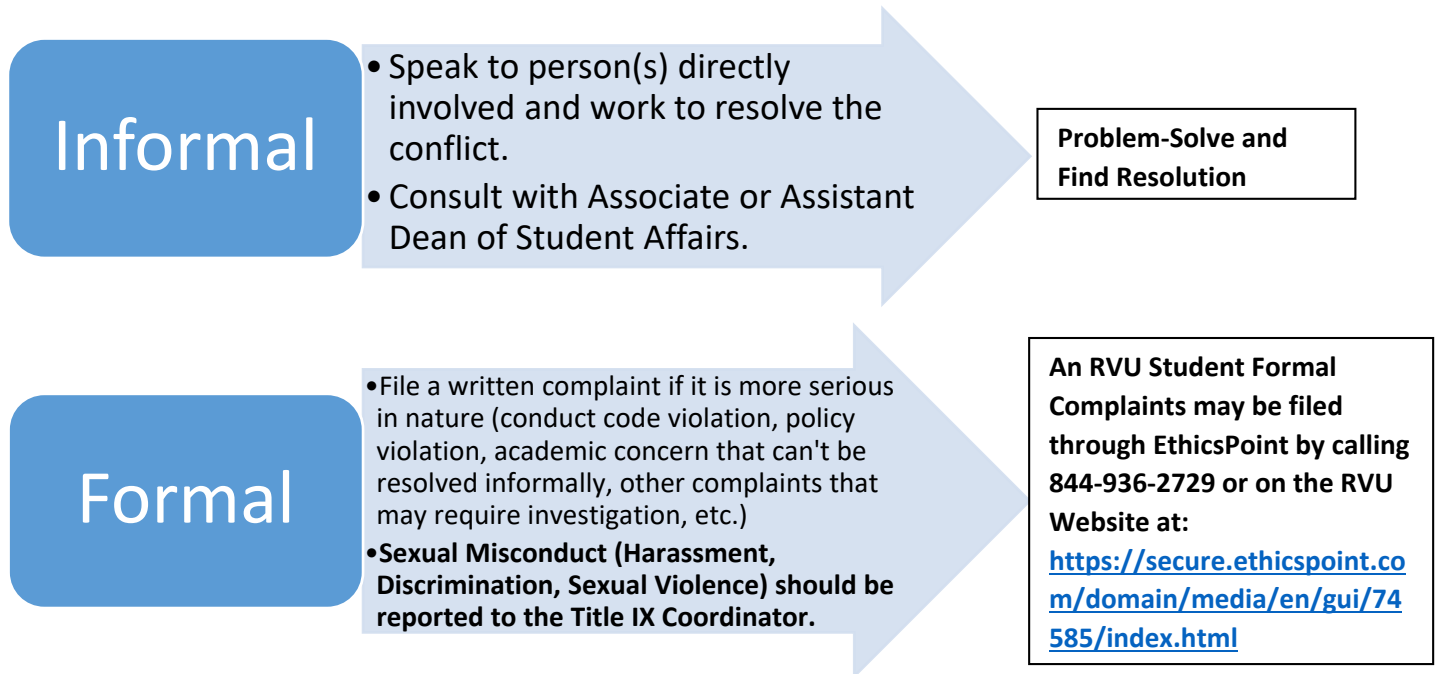 Informal
• Speak to person(s) directly
involved and work to resolve the
conflict.
• Consult with Associate or Assistant
Dean of Student Affairs.
Problem-Solve and
Find Resolution
Formal
•File a written complaint if it is more serious
in nature (conduct code violation, policy
violation, academic concern that can't be
resolved informally, other complaints that
may require investigation, etc.)
•Sexual Misconduct (Harassment,
Discrimination, Sexual Violence) should be
reported to the Title IX Coordinator.
An RVU Student Formal
Complaints may be filed
through EthicsPoint by calling
844-936-2729 or on the RVU
Website at:
https://secure.ethicspoint.co
m/domain/media/en/gui/74
585/index.html